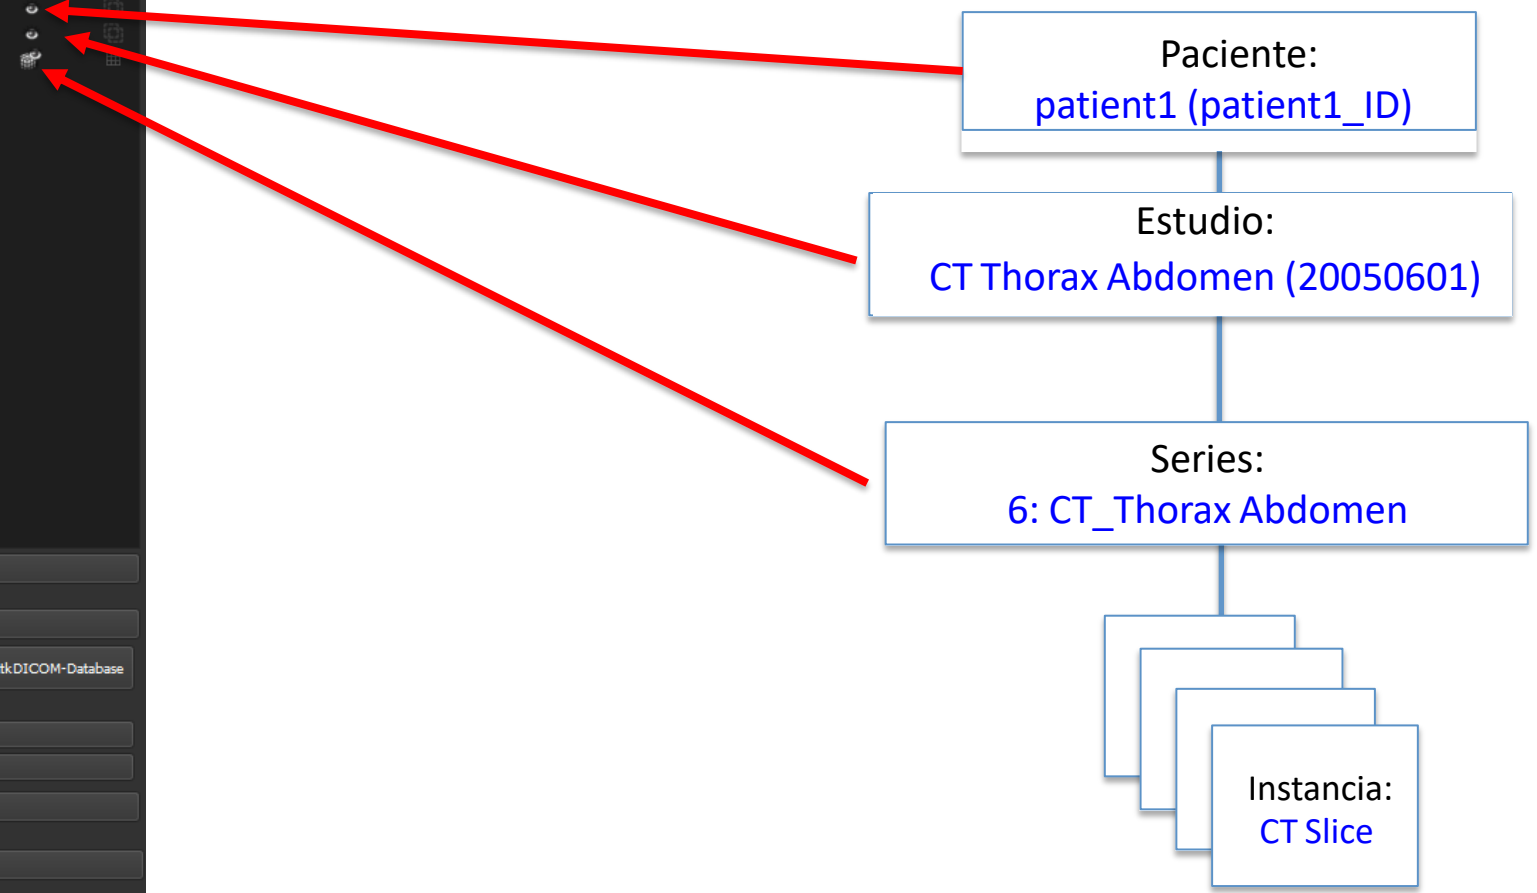 Paciente:
patient1 (patient1_ID)
Estudio:
CT Thorax Abdomen (20050601)
Series:
6: CT_Thorax Abdomen
tkDICOM-Database
Instancia:
CT Slice